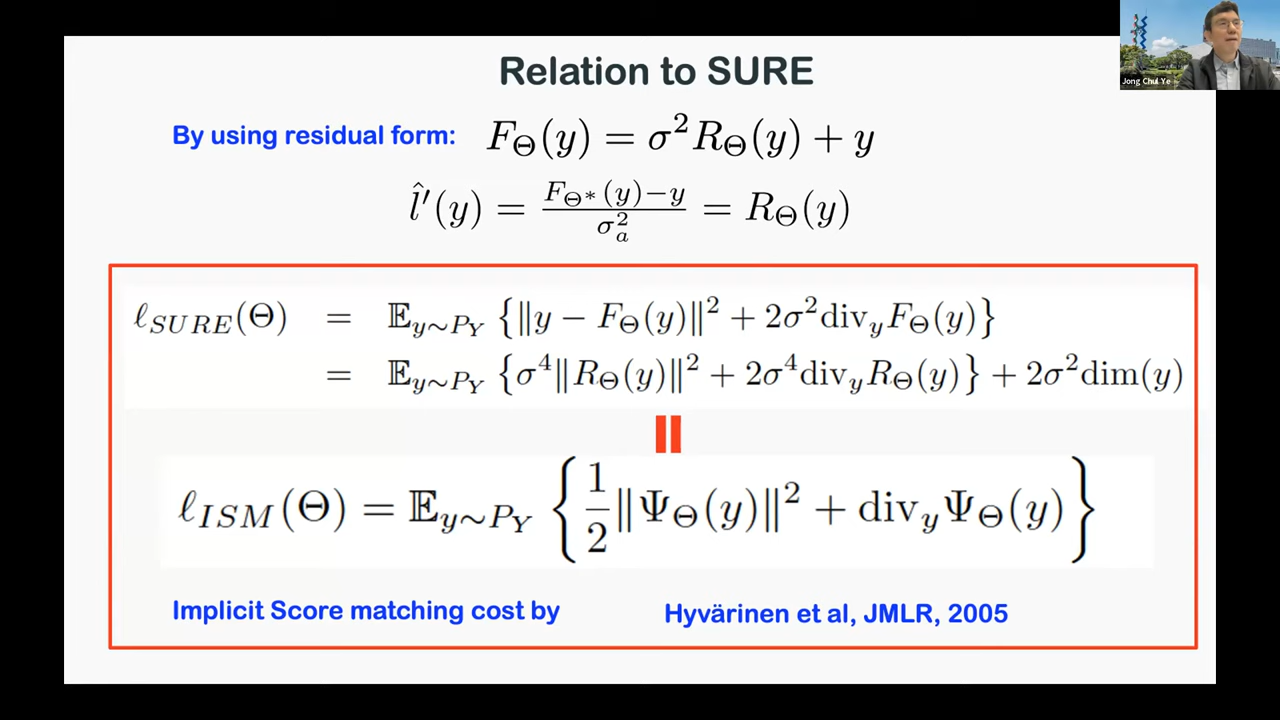 Jong Chul Ye
Relation to SURE
By using residual form: F_Θ(y) = σ²R_Θ(y) + y
l̂′(y) = (F_Θ*(y)−y)/σ_a² = R_Θ(y)
ℓ_SURE(Θ) = 𝔼_{y∼P_Y} {‖y − F_Θ(y)‖² + 2σ²div_y F_Θ(y)}
= 𝔼_{y∼P_Y} {σ⁴‖R_Θ(y)‖² + 2σ⁴div_y R_Θ(y)} + 2σ²dim(y)
ℓ_ISM(Θ) = 𝔼_{y∼P_Y} {1/2 ‖Ψ_Θ(y)‖² + div_y Ψ_Θ(y)}
Implicit Score matching cost by Hyvärinen et al, JMLR, 2005